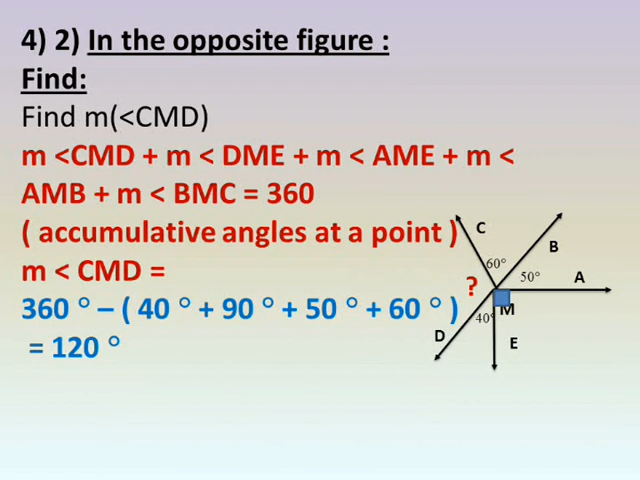 4) 2) In the opposite figure :
Find:
Find m(<CMD)
m <CMD + m < DME + m < AME + m <
AMB + m < BMC = 360
( accumulative angles at a point )
m < CMD =
360 ° – ( 40 ° + 90 ° + 50 ° + 60 ° )
= 120 °
C
B
60°
50°
A
?
M
40°
D
E